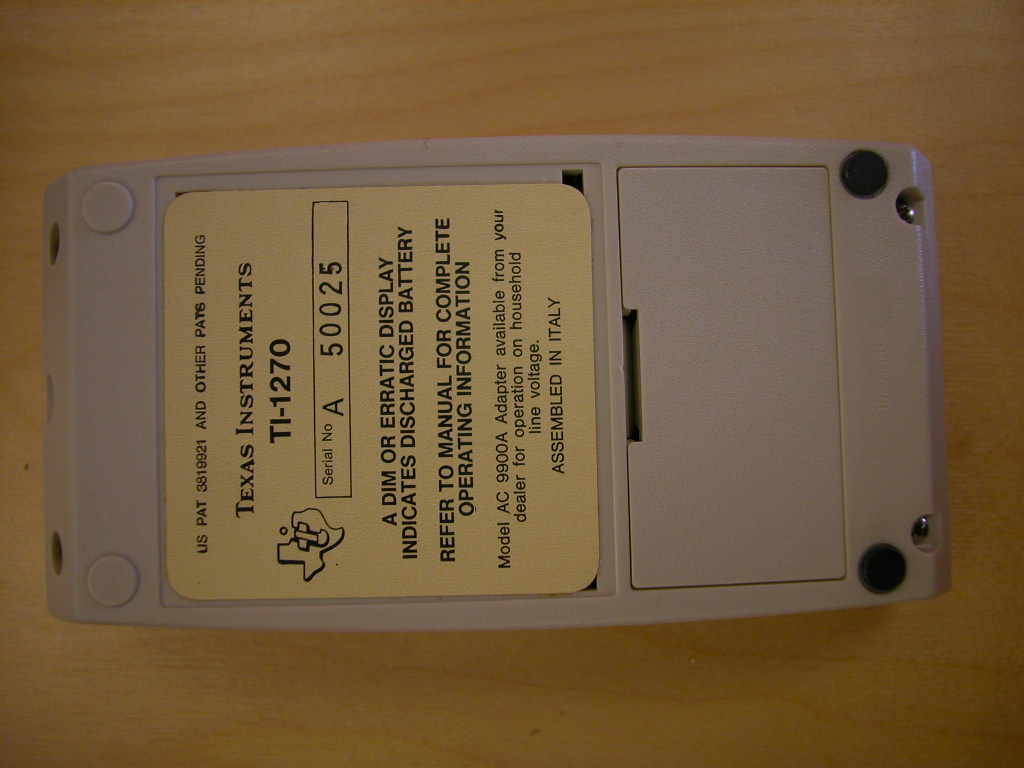 US PAT 3819921 AND OTHER PATS PENDING
TEXAS INSTRUMENTS
TI-1270
Serial No A 50025
A DIM OR ERRATIC DISPLAY
INDICATES DISCHARGED BATTERY
REFER TO MANUAL FOR COMPLETE
OPERATING INFORMATION
Model AC 9900A Adapter available from your
dealer for operation on household
line voltage.
ASSEMBLED IN ITALY